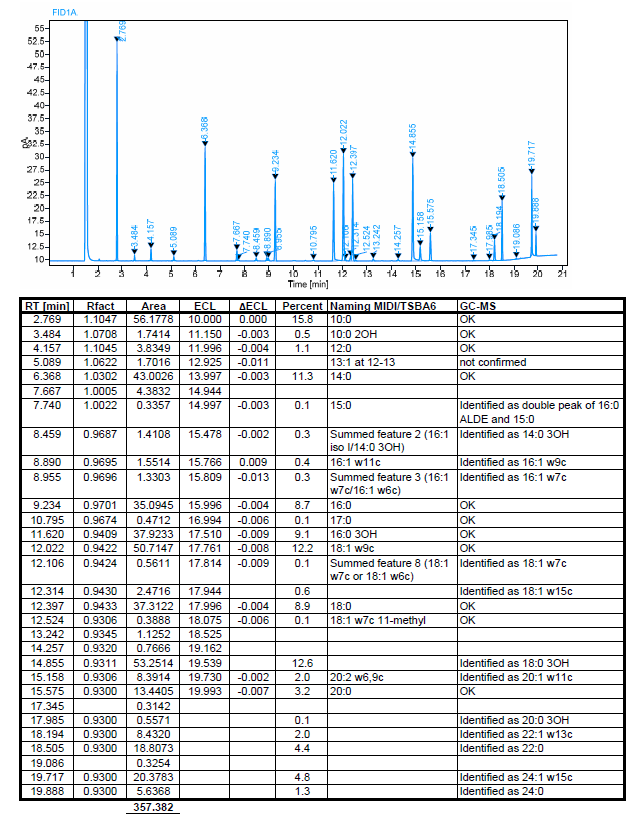 FID1A
pA
55
52.5
50
47.5
45
42.5
40
37.5
35
32.5
30
27.5
25
22.5
20
17.5
15
12.5
10
2.769
3.484
4.157
5.089
6.368
7.667
7.740
8.459
8.890
8.955
9.234
10.795
11.620
12.022
12.106
12.314
12.397
12.524
13.242
14.257
14.855
15.158
15.575
17.345
17.985
18.194
18.505
19.086
19.717
19.888
1 2 3 4 5 6 7 8 9 10 11 12 13 14 15 16 17 18 19 20 21
Time [min]
RT [min] Rfact Area ECL ΔECL Percent Naming MIDI/TSBA6 GC-MS
2.769 1.1047 56.1778 10.000 0.000 15.8 10:0 OK
3.484 1.0708 1.7414 11.150 -0.003 0.5 10:0 2OH OK
4.157 1.1045 3.8349 11.996 -0.004 1.1 12:0 OK
5.089 1.0622 1.7016 12.925 -0.011 13:1 at 12-13 not confirmed
6.368 1.0302 43.0026 13.997 -0.003 11.3 14:0 OK
7.667 1.0005 4.3832 14.944
7.740 1.0022 0.3357 14.997 -0.003 0.1 15:0 Identified as double peak of 16:0
ALDE and 15:0
8.459 0.9687 1.4108 15.478 -0.002 0.3 Summed feature 2 (16:1 Identified as 14:0 3OH
iso I/14:0 3OH)
8.890 0.9695 1.5514 15.766 0.009 0.4 16:1 w11c Identified as 16:1 w9c
8.955 0.9696 1.3303 15.809 -0.013 0.3 Summed feature 3 (16:1 Identified as 16:1 w7c
w7c/16:1 w6c)
9.234 0.9701 35.0945 15.996 -0.004 8.7 16:0 OK
10.795 0.9674 0.4712 16.994 -0.006 0.1 17:0 OK
11.620 0.9409 37.9233 17.510 -0.009 9.1 16:0 3OH OK
12.022 0.9422 50.7147 17.761 -0.008 12.2 18:1 w9c OK
12.106 0.9424 0.5611 17.814 -0.009 0.1 Summed feature 8 (18:1 Identified as 18:1 w7c
w7c or 18:1 w6c)
12.314 0.9430 2.4716 17.944 0.6 Identified as 18:1 w15c
12.397 0.9433 37.3122 17.996 -0.004 8.9 18:0 OK
12.524 0.9306 0.3888 18.075 -0.006 0.1 18:1 w7c 11-methyl OK
13.242 0.9345 1.1252 18.525
14.257 0.9320 0.7666 19.162
14.855 0.9311 53.2514 19.539 12.6 Identified as 18:0 3OH
15.158 0.9306 8.3914 19.730 -0.002 2.0 20:2 w6,9c Identified as 20:1 w11c
15.575 0.9300 13.4405 19.993 -0.007 3.2 20:0 OK
17.345 0.3142
17.985 0.9300 0.5571 0.1 Identified as 20:0 3OH
18.194 0.9300 8.4320 2.0 Identified as 22:1 w13c
18.505 0.9300 18.8073 4.4 Identified as 22:0
19.086 0.3254
19.717 0.9300 20.3783 4.8 Identified as 24:1 w15c
19.888 0.9300 5.6368 1.3 Identified as 24:0
357.382